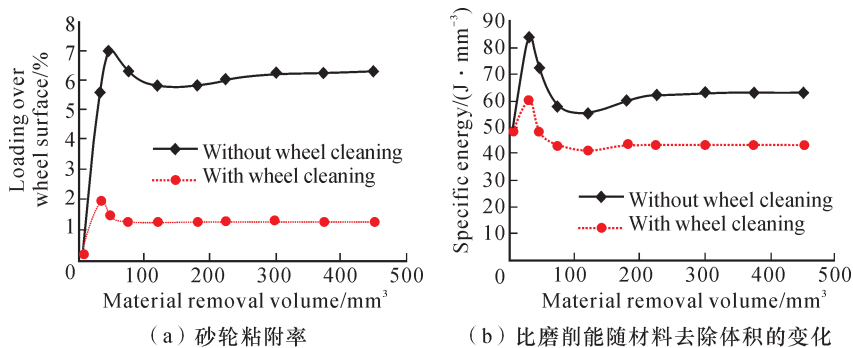 8
7
6
5
4
3
2
1
0
100
200
300
400
500
Loading over
wheel surface/%
Without wheel cleaning
With wheel cleaning
Material removal volume/mm³
(a) 砂轮粘附率
90
80
70
60
50
40
30
20
10
0
100
200
300
400
500
Specific energy/(J·mm⁻³)
Without wheel cleaning
With wheel cleaning
Material removal volume/mm³
(b) 比磨削能随材料去除体积的变化